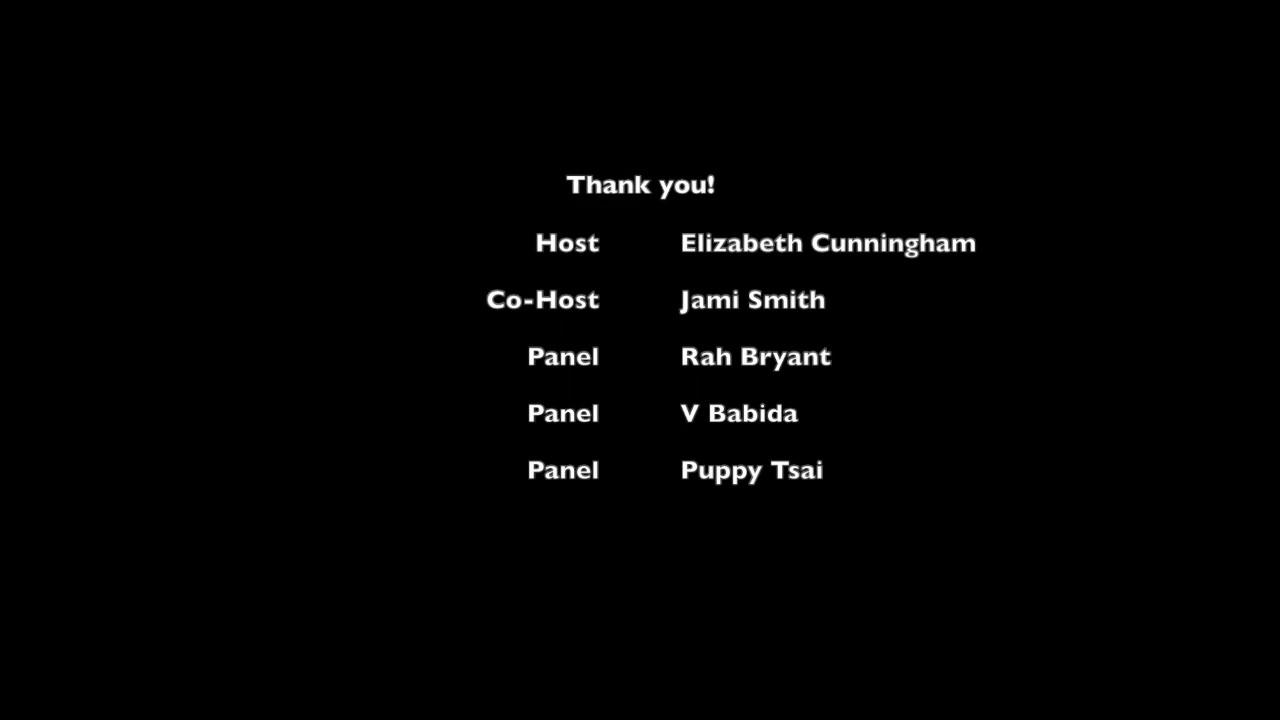 Thank you!
Host Elizabeth Cunningham
Co-Host Jami Smith
Panel Rah Bryant
Panel V Babida
Panel Puppy Tsai